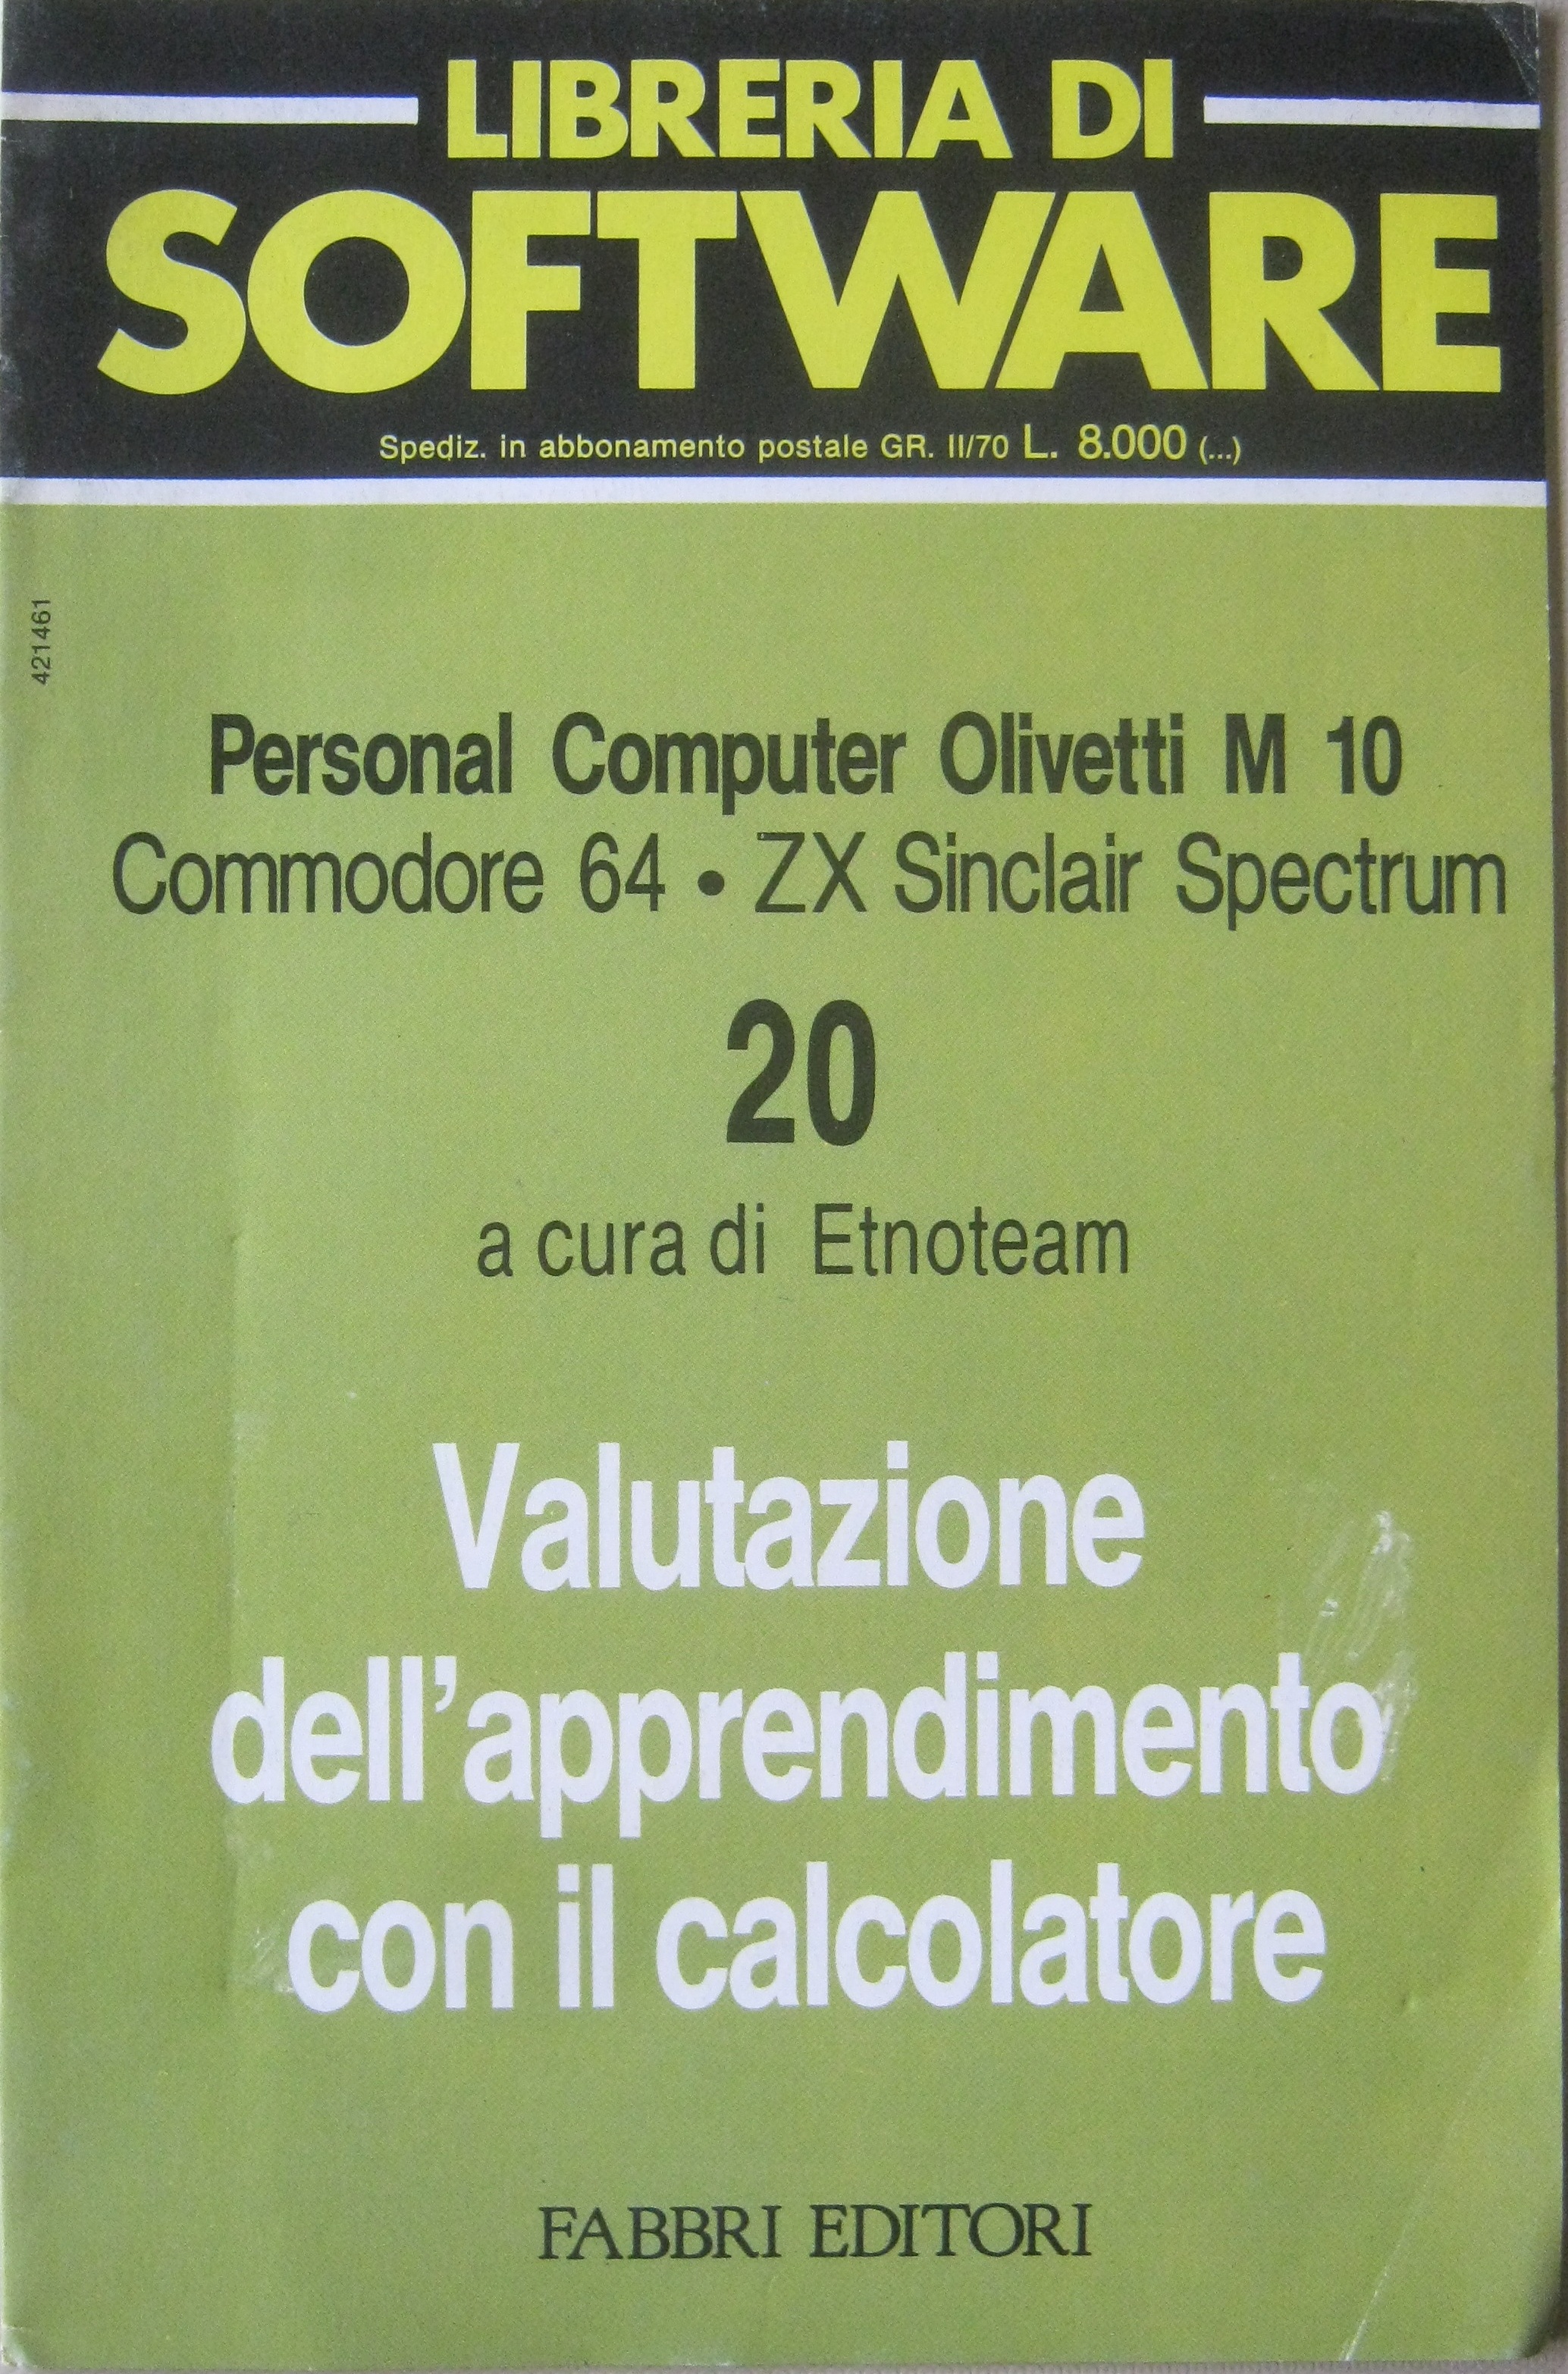 LIBRERIA DI
SOFTWARE
Spediz. in abbonamento postale GR. II/70 L. 8.000 (...)
421461
Personal Computer Olivetti M 10
Commodore 64 • ZX Sinclair Spectrum
20
a cura di Etnoteam
Valutazione
dell'apprendimento
con il calcolatore
FABBRI EDITORI